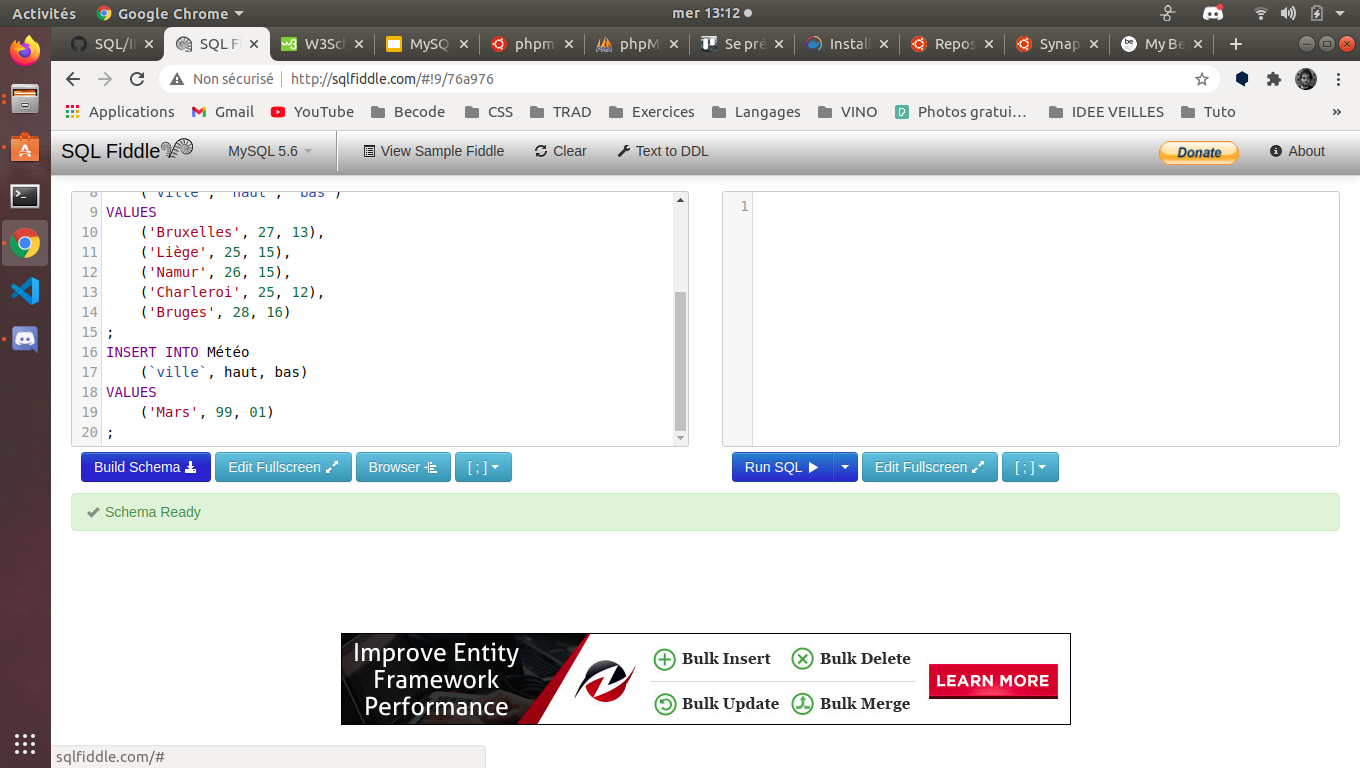 Activités Google Chrome mer 13:12
SQL/I SQL F W3Scl MySQ phpm phpM Se pré Instal Repos Synap My Be
Non sécurisé http://sqlfiddle.com/#!9/76a976
Applications Gmail YouTube Becode CSS TRAD Exercices Langages VINO Photos gratui... IDEE VEILLES Tuto »
SQL Fiddle MySQL 5.6 View Sample Fiddle Clear Text to DDL Donate About
8 (`ville`, `haut`, `bas`)
9 VALUES
10 ('Bruxelles', 27, 13),
11 ('Liège', 25, 15),
12 ('Namur', 26, 15),
13 ('Charleroi', 25, 12),
14 ('Bruges', 28, 16)
15 ;
16 INSERT INTO Météo
17 (`ville`, haut, bas)
18 VALUES
19 ('Mars', 99, 01)
20 ;
1
Build Schema Edit Fullscreen Browser [ ; ]
Run SQL Edit Fullscreen [ ; ]
Schema Ready
Improve Entity
Framework
Performance
Bulk Insert Bulk Delete
Bulk Update Bulk Merge
LEARN MORE
sqlfiddle.com/#